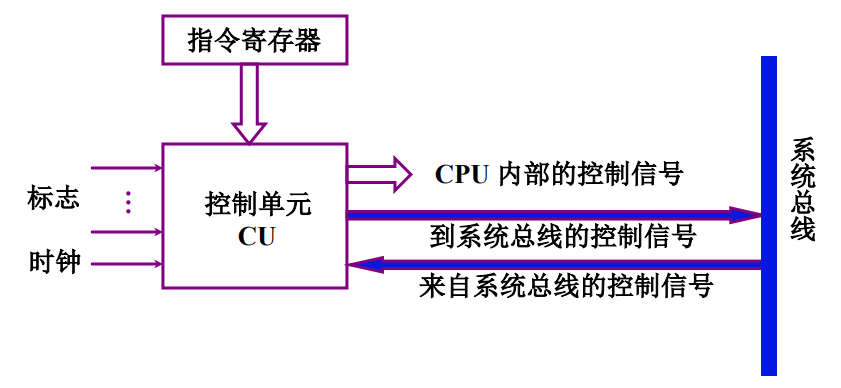 指令寄存器
标志
时钟
控制单元
CU
CPU 内部的控制信号
到系统总线的控制信号
来自系统总线的控制信号
系统总线